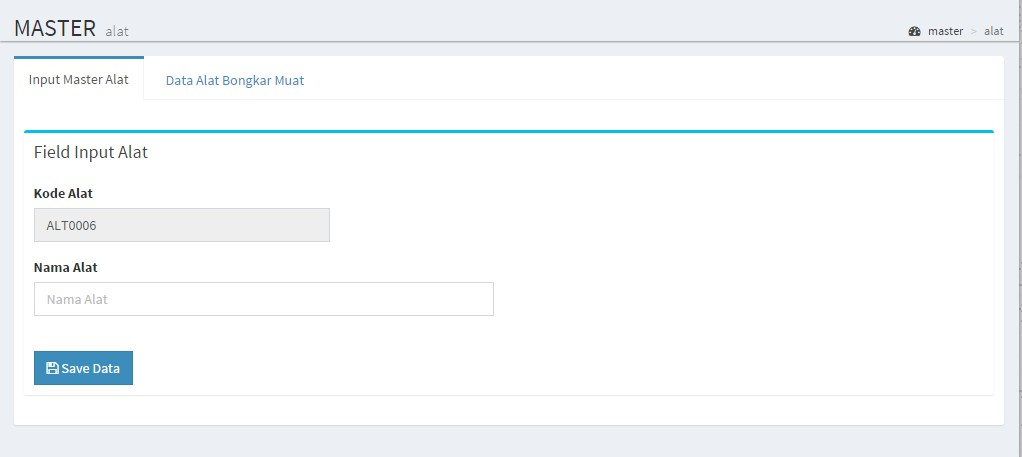 MASTER alat
master > alat
Input Master Alat
Data Alat Bongkar Muat
Field Input Alat
Kode Alat
ALT0006
Nama Alat
Nama Alat
Save Data